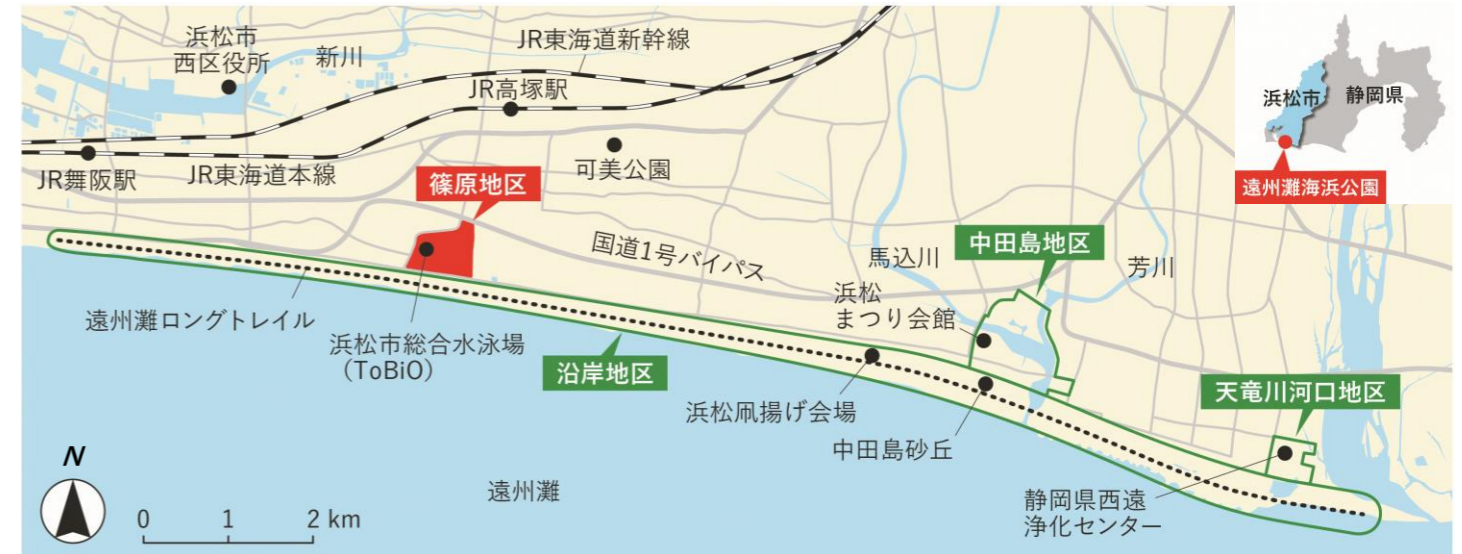 浜松市
西区役所
新川
JR東海道新幹線
JR高塚駅
JR舞阪駅
JR東海道本線
篠原地区
可美公園
国道1号バイパス
馬込川
中田島地区
芳川
浜松
まつり会館
遠州灘ロングトレイル
浜松市総合水泳場
（ToBiO）
沿岸地区
浜松凧揚げ会場
中田島砂丘
天竜川河口地区
静岡県西遠
浄化センター
遠州灘
N
0 1 2 km
浜松市
静岡県
遠州灘海浜公園